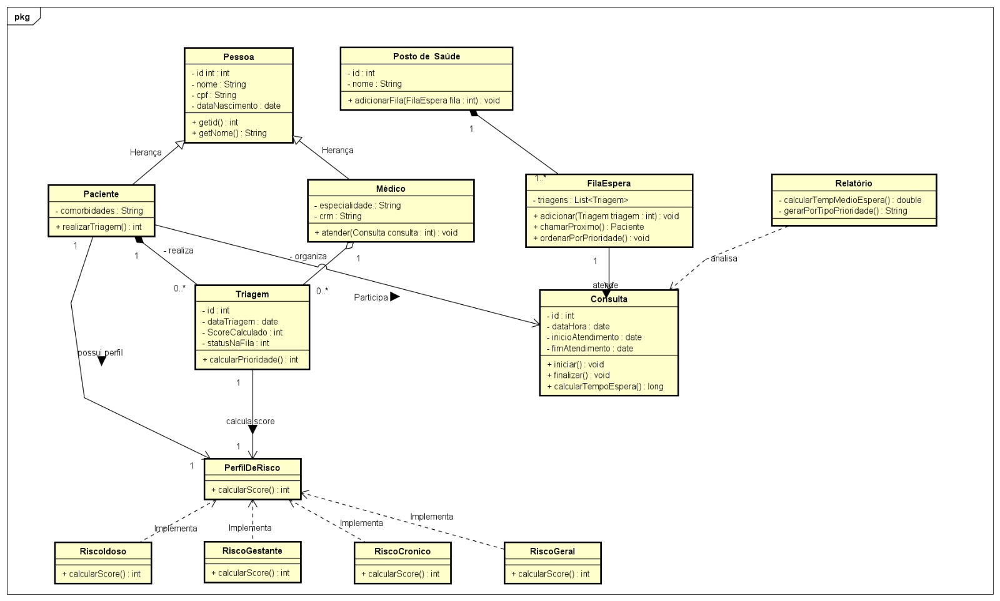 pkg
Pessoa
- id int : int
- nome : String
- cpf : String
- dataNascimento : date
+ getid() : int
+ getNome() : String
Posto de Saúde
- id : int
- nome : String
+ adicionarFila(FilaEspera fila : int) : void
1
Herança
Herança
1..*
Paciente
- comorbidades : String
+ realizarTriagem() : int
Médico
- especialidade : String
- crm : String
+ atender(Consulta consulta : int) : void
FilaEspera
- triagens : List<Triagem>
+ adicionar(Triagem triagem : int) : void
+ chamarProximo() : Paciente
+ ordenarPorPrioridade() : void
Relatório
- calcularTempMedioEspera() : double
- gerarPorTipoPrioridade() : String
1
1
- realiza
- organiza
1
1
analisa
0..*
0..*
Participa
atende
Triagem
- id : int
- dataTriagem : date
- ScoreCalculado : int
- statusNaFila : int
+ calcularPrioridade() : int
Consulta
- id : int
- dataHora : date
- inicioAtendimento : date
- fimAtendimento : date
+ iniciar() : void
+ finalizar() : void
+ calcularTempoEspera() : long
possui perfil
1
calcula score
1
1
PerfilDeRisco
+ calcularScore() : int
Implementa
Implementa
Implementa
Implementa
RiscoIdoso
+ calcularScore() : int
RiscoGestante
+ calcularScore() : int
RiscoCronico
+ calcularScore() : int
RiscoGeral
+ calcularScore() : int